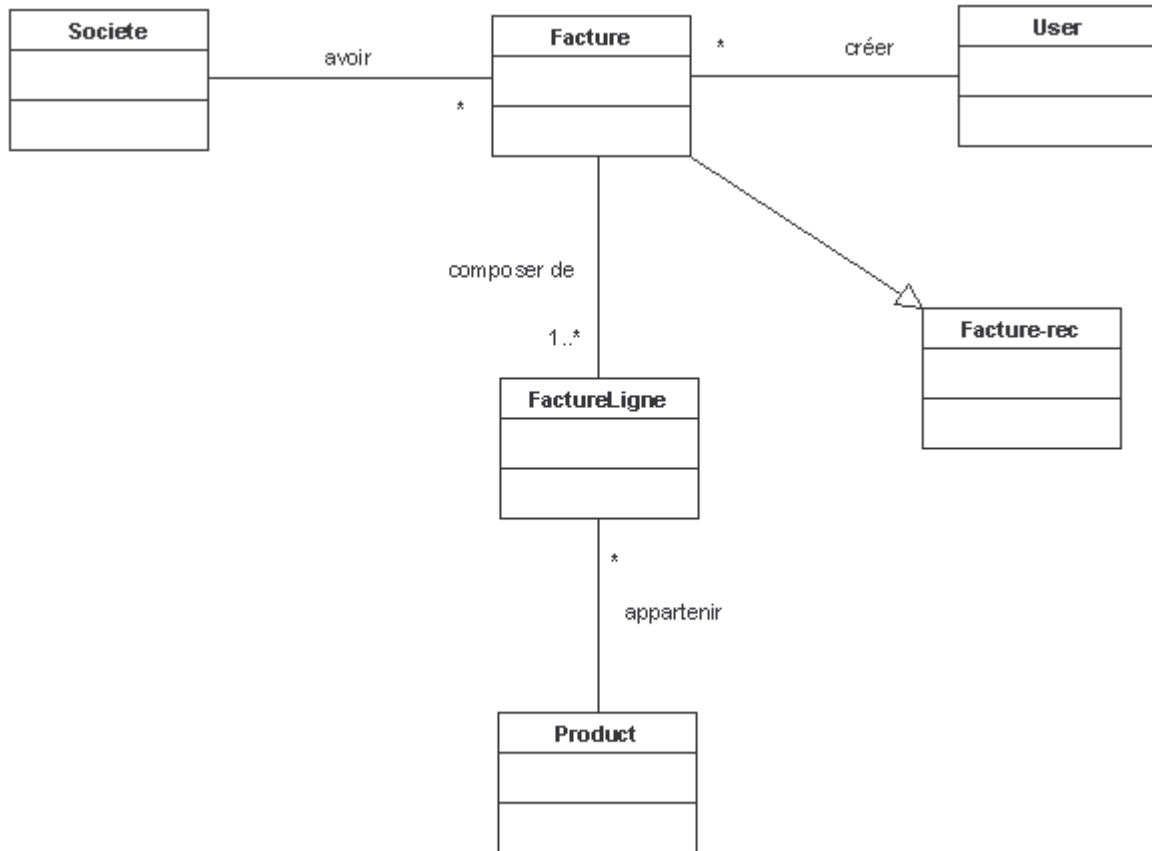 Societe
avoir
*
Facture
*
créer
User
composer de
1..*
Facture-rec
FactureLigne
*
appartenir
Product